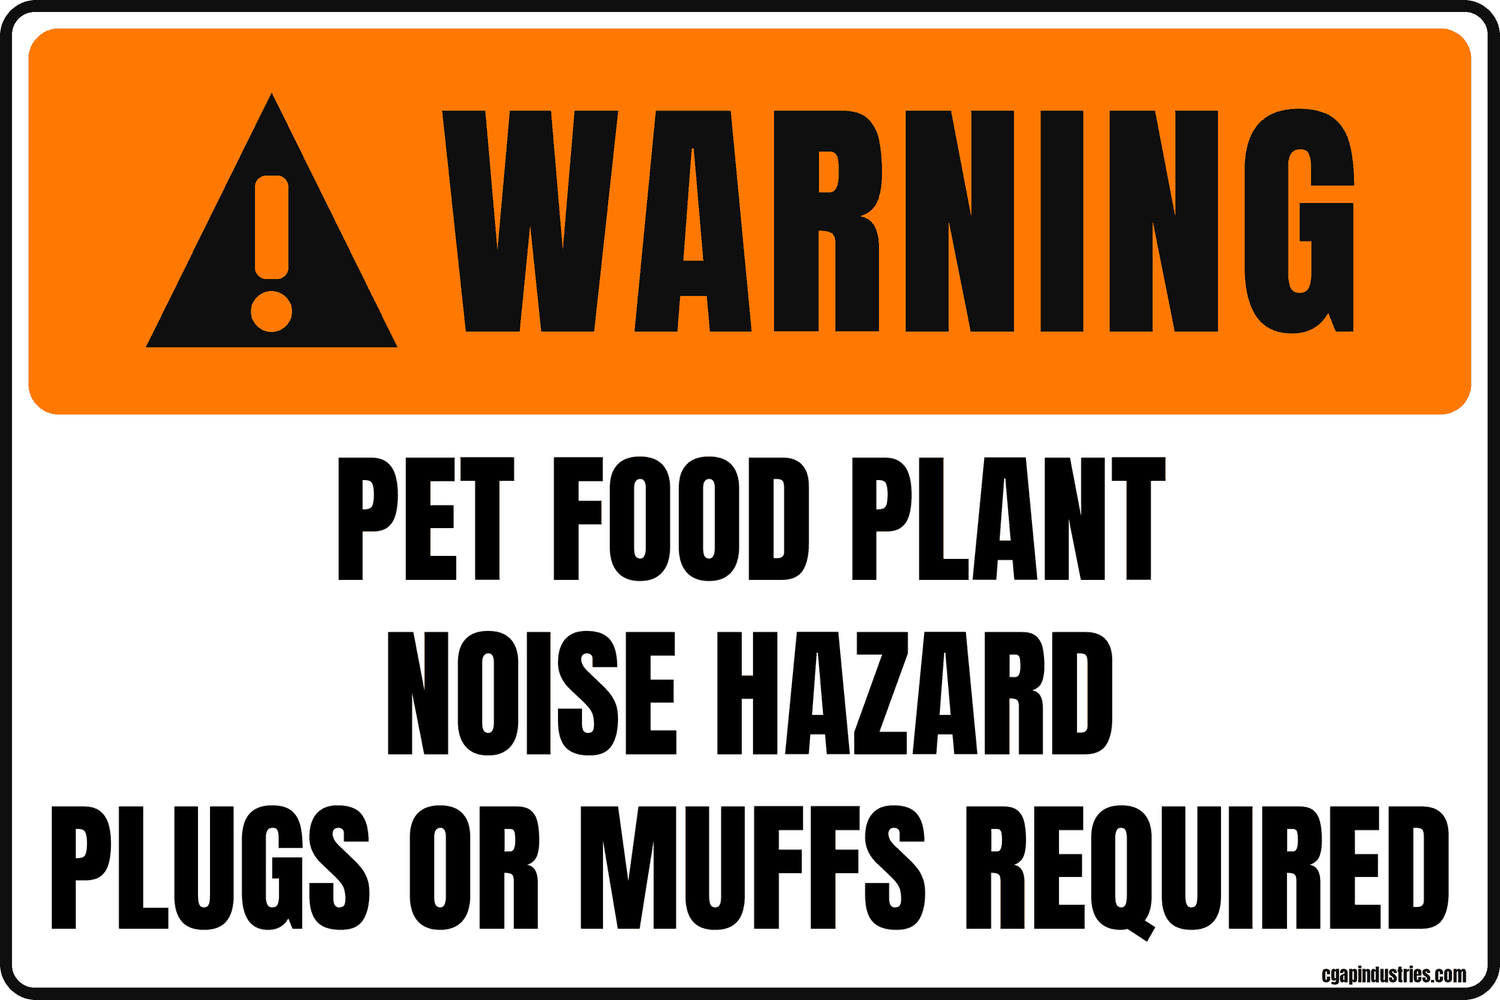 WARNING
PET FOOD PLANT
NOISE HAZARD
PLUGS OR MUFFS REQUIRED
cgapindustries.com